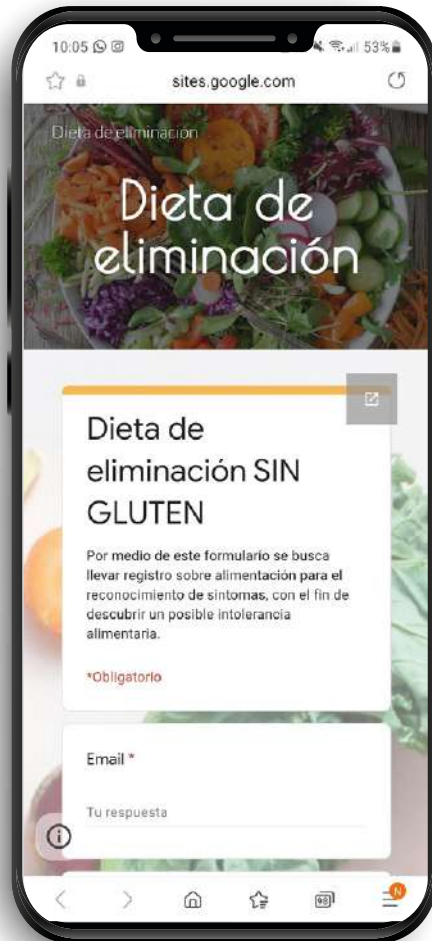 10:05 53%
sites.google.com
Dieta de eliminación
Dieta de
eliminación
Dieta de
eliminación SIN
GLUTEN
Por medio de este formulario se busca
llevar registro sobre alimentación para el
reconocimiento de sintomas, con el fin de
descubrir un posible intolerancia
alimentaria.
*Obligatorio
Email *
Tu respuesta
N